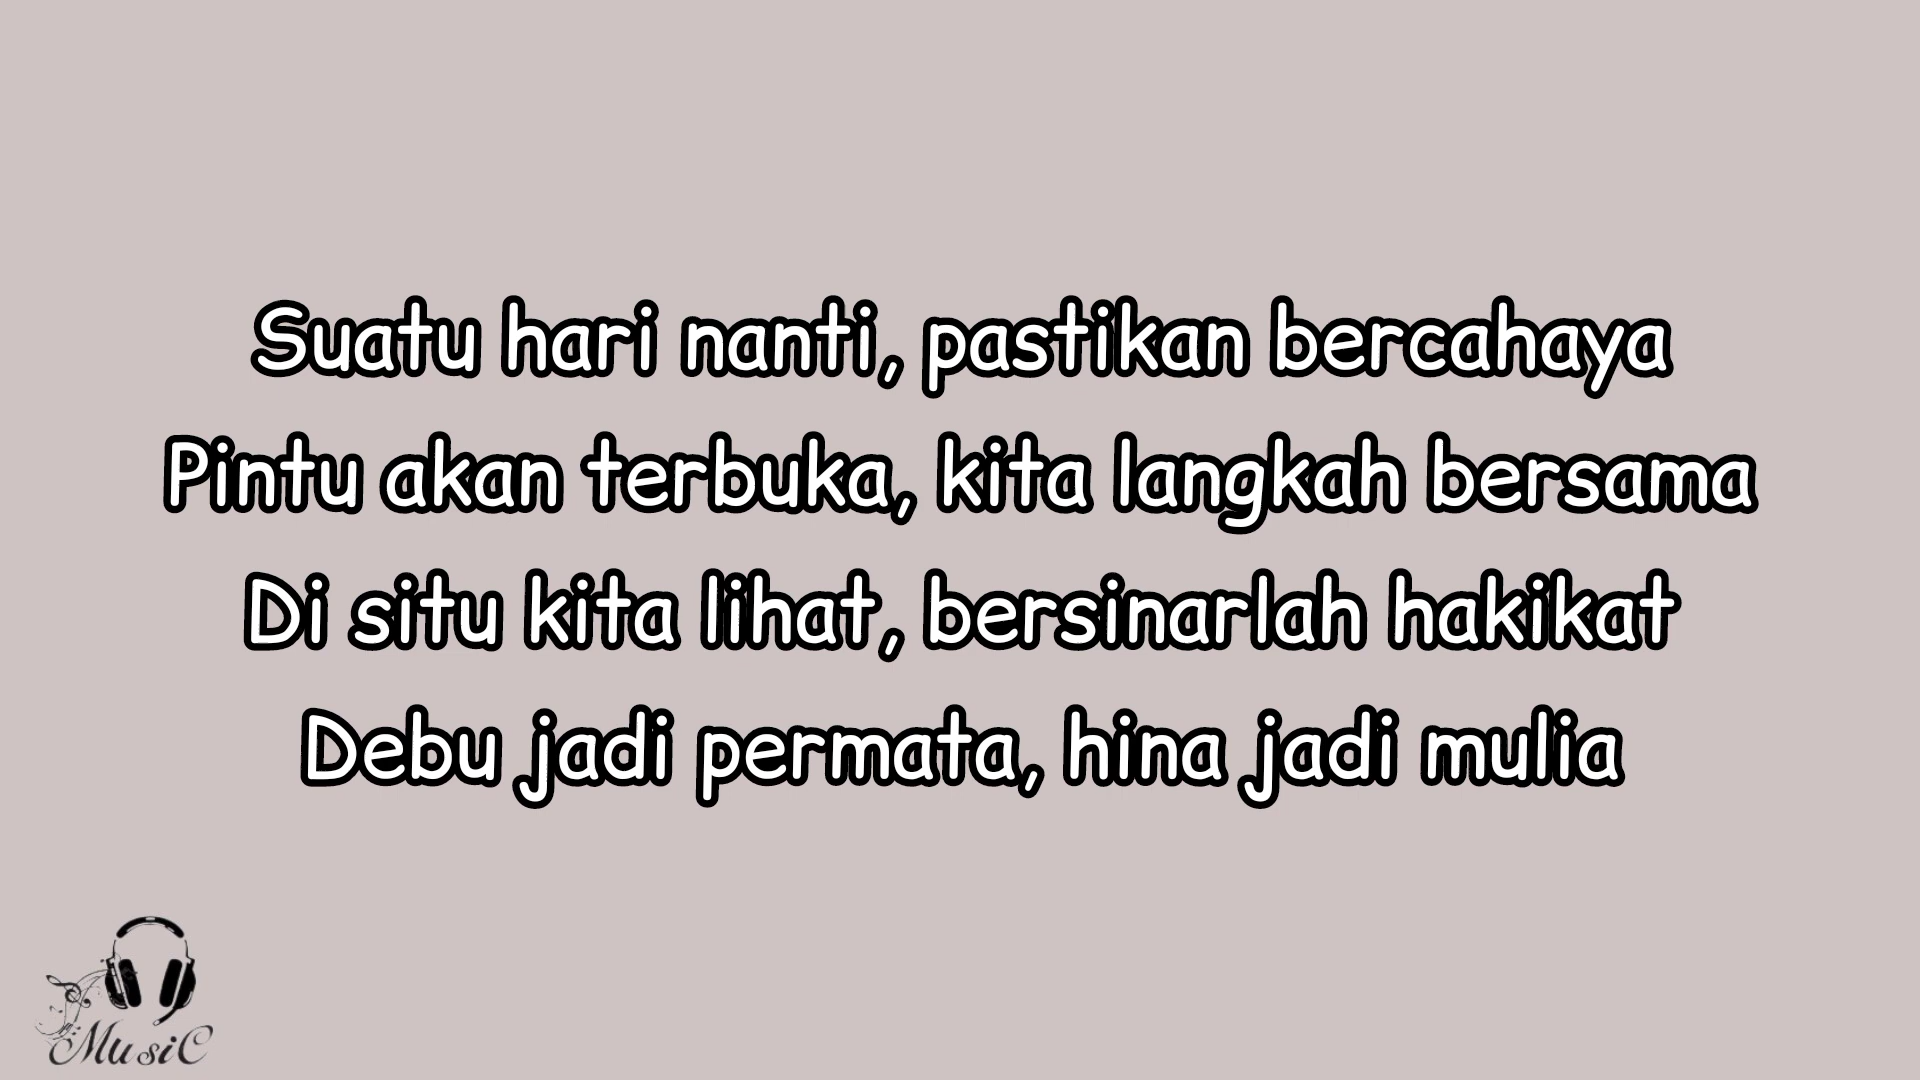 Suatu hari nanti, pastikan bercahaya
Pintu akan terbuka, kita langkah bersama
Di situ kita lihat, bersinarlah hakikat
Debu jadi permata, hina jadi mulia
MusiC